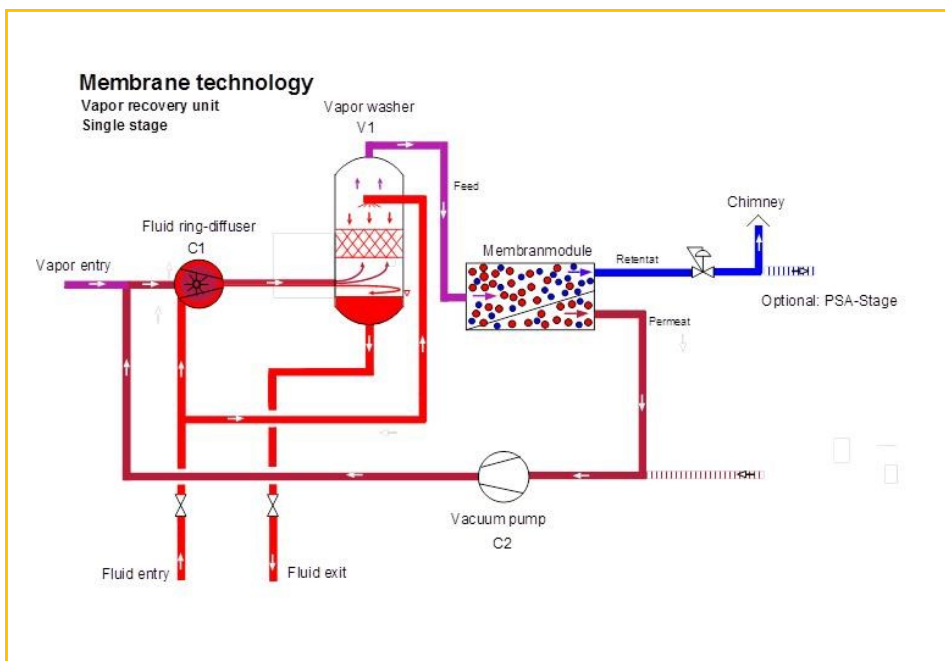 Membrane technology
Vapor recovery unit
Single stage
Vapor washer
V1
Feed
Fluid ring-diffuser
C1
Vapor entry
Membranmodule
Retentat
Chimney
Optional: PSA-Stage
Permeat
Vacuum pump
C2
Fluid entry
Fluid exit